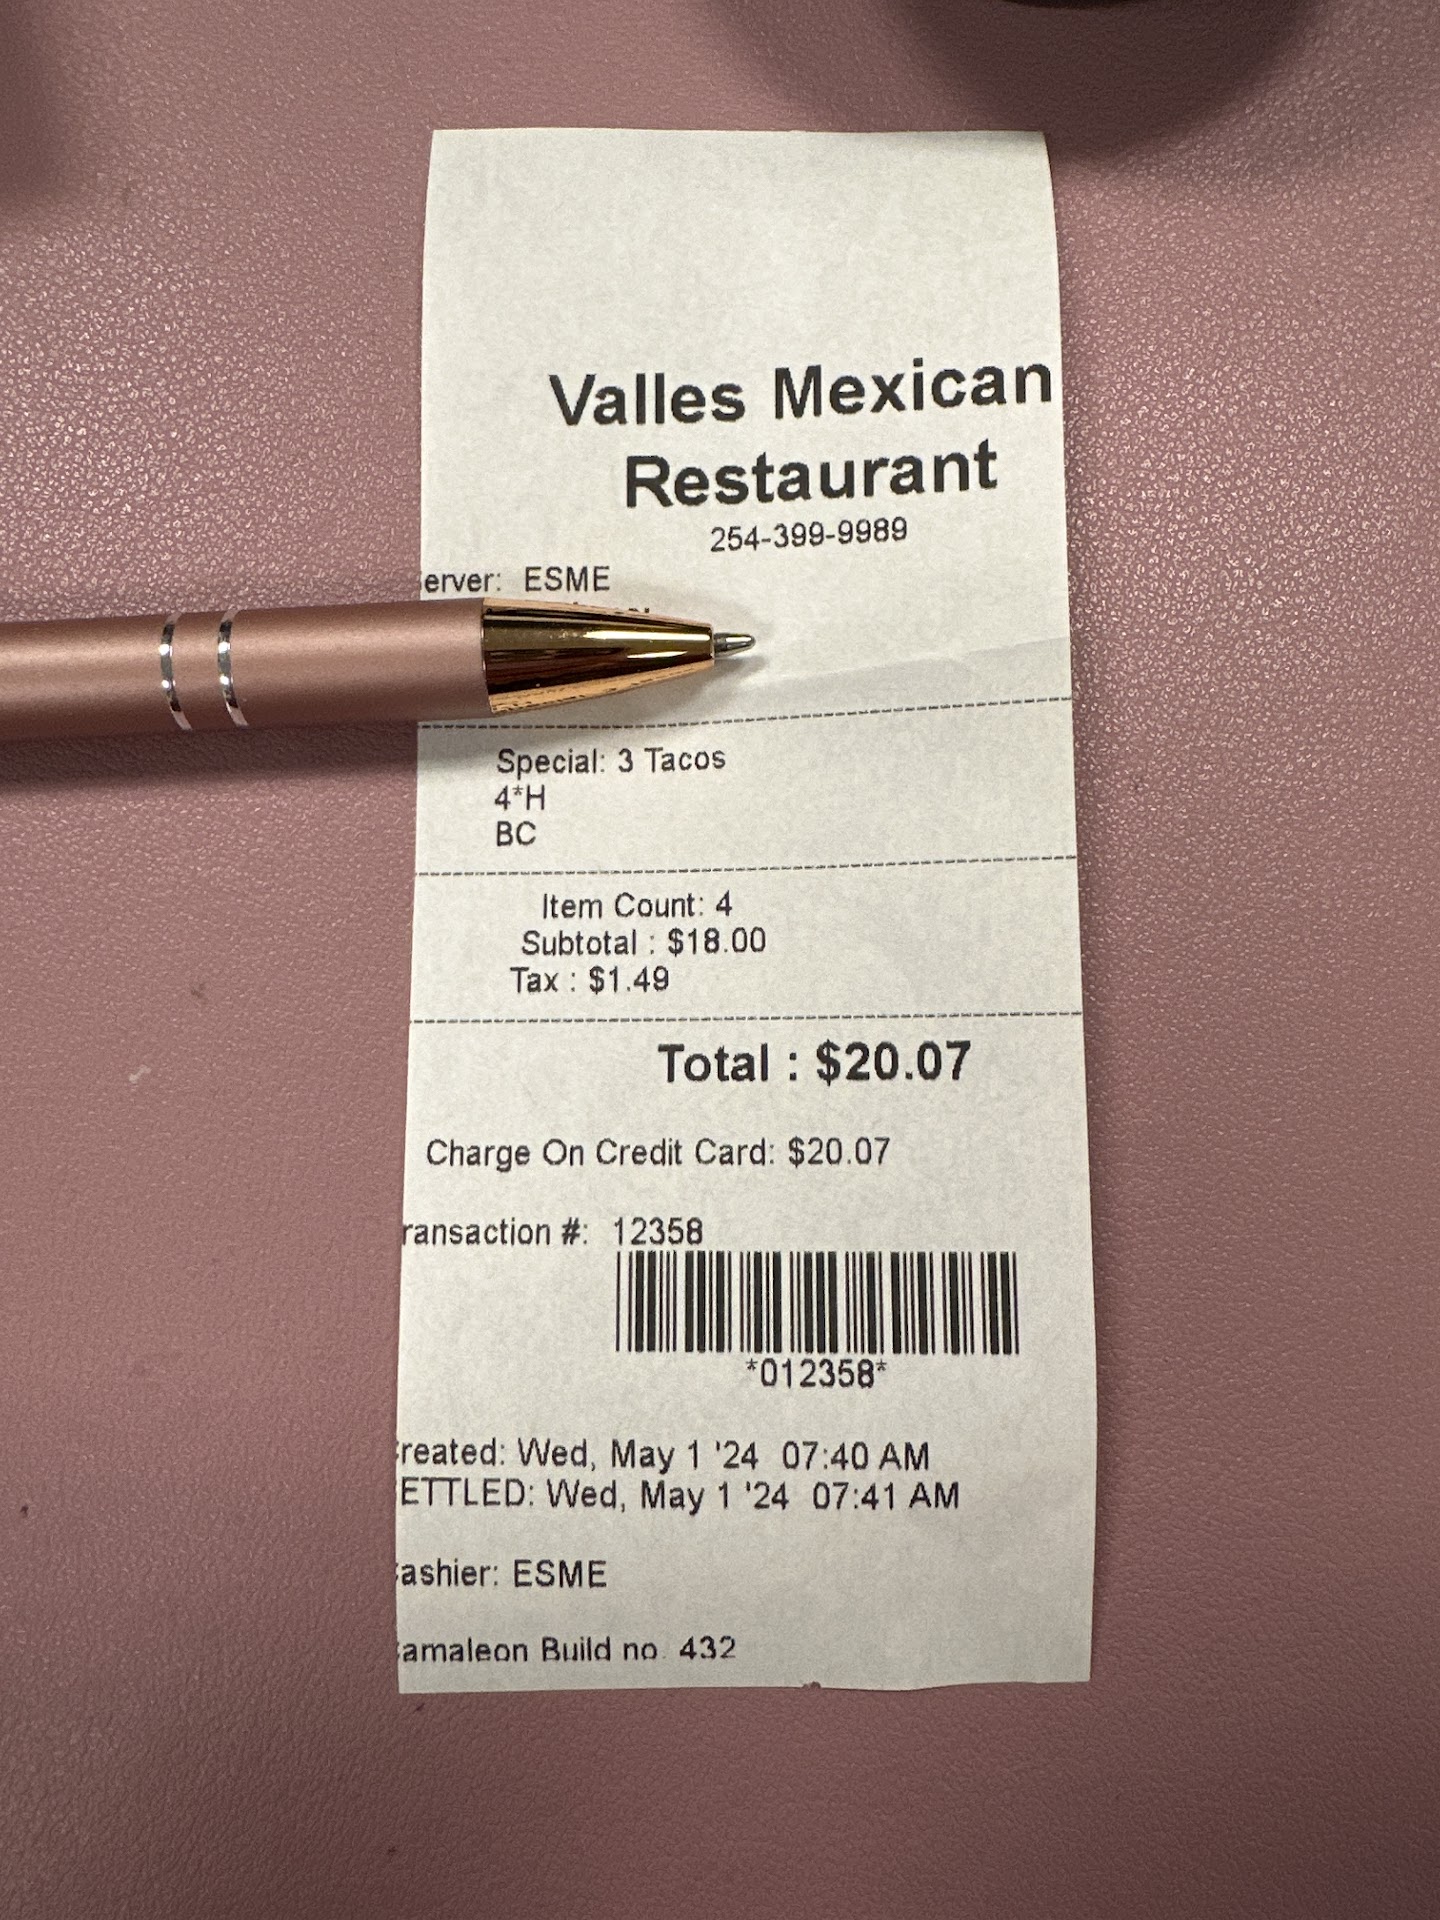 Valles Mexican
Restaurant
254-399-9989
erver: ESME
Special: 3 Tacos
4*H
BC
Item Count: 4
Subtotal : $18.00
Tax : $1.49
Total : $20.07
Charge On Credit Card: $20.07
ransaction #: 12358
*012358*
reated: Wed, May 1 '24 07:40 AM
ETTLED: Wed, May 1 '24 07:41 AM
ashier: ESME
amaleon Build no. 432